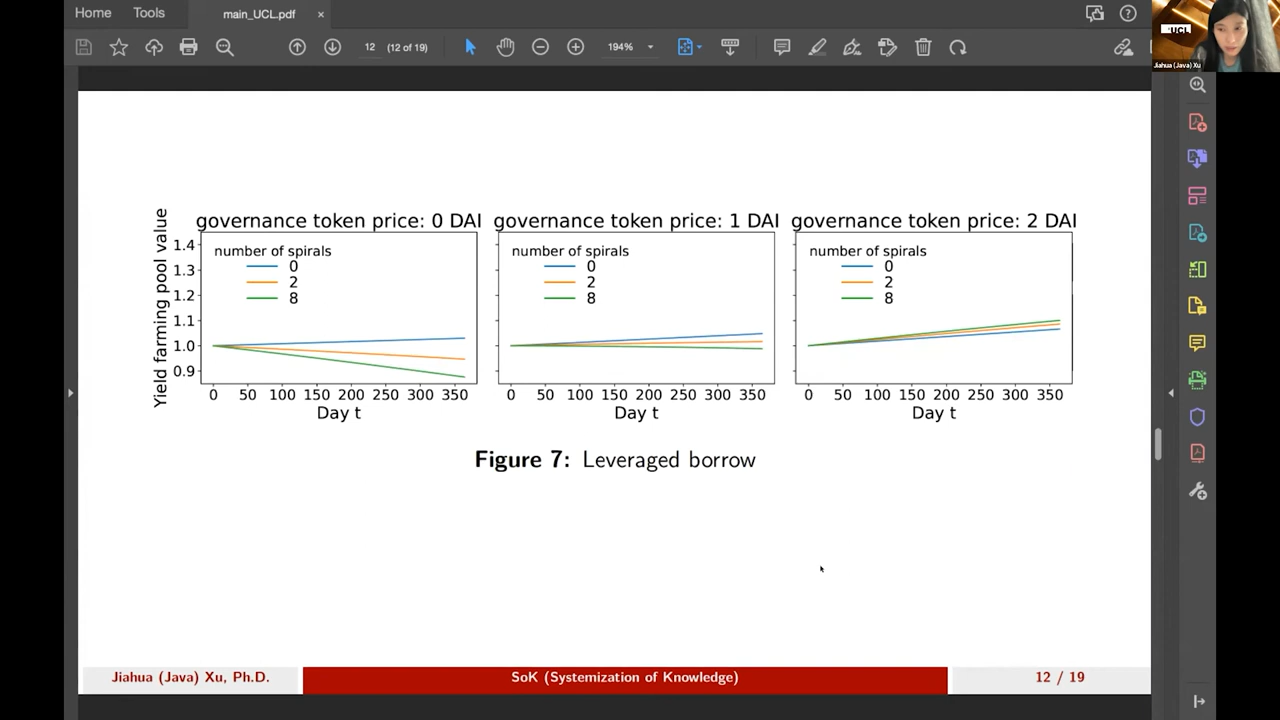 Home Tools main_UCL.pdf ×
12 (12 of 19) 194%
UCL
Jiahua (Java) Xu
governance token price: 0 DAI governance token price: 1 DAI governance token price: 2 DAI
Yield farming pool value
1.4
1.3
1.2
1.1
1.0
0.9
number of spirals
0
2
8
number of spirals
0
2
8
number of spirals
0
2
8
0 50 100 150 200 250 300 350
0 50 100 150 200 250 300 350
0 50 100 150 200 250 300 350
Day t Day t Day t
Figure 7: Leveraged borrow
Jiahua (Java) Xu, Ph.D. SoK (Systemization of Knowledge) 12 / 19